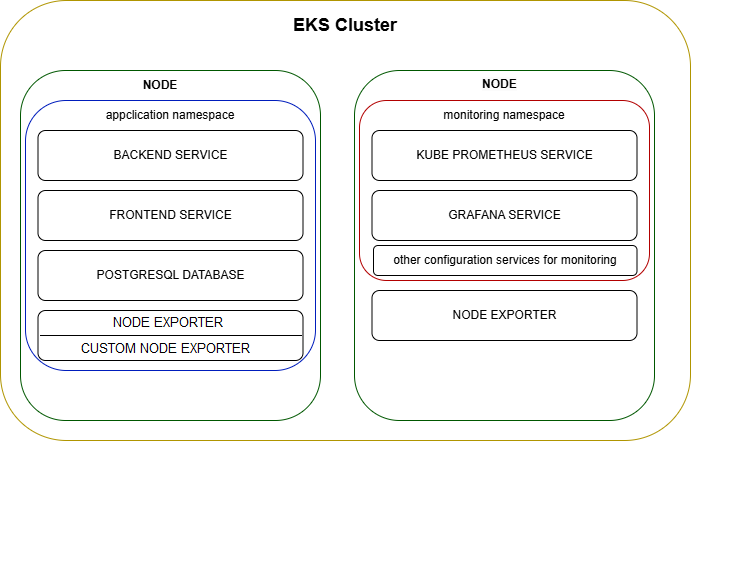 EKS Cluster
NODE
appclication namespace
BACKEND SERVICE
FRONTEND SERVICE
POSTGRESQL DATABASE
NODE EXPORTER
CUSTOM NODE EXPORTER
NODE
monitoring namespace
KUBE PROMETHEUS SERVICE
GRAFANA SERVICE
other configuration services for monitoring
NODE EXPORTER